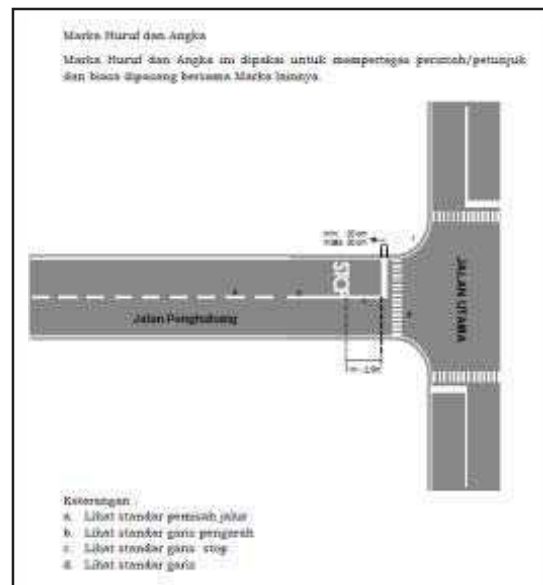 Marka Huruf dan Angka
Marka Huruf dan Angka ini dipakai untuk mempertegas perintah/petunjuk
dan biasa dipasang bersama Marka lainnya.
STOP
Jalan Penghubung
JALAN UTAMA
Keterangan :
a. Lihat standar pemisah jalur
b. Lihat standar garis pengarah
c. Lihat standar garis stop
d. Lihat standar garis